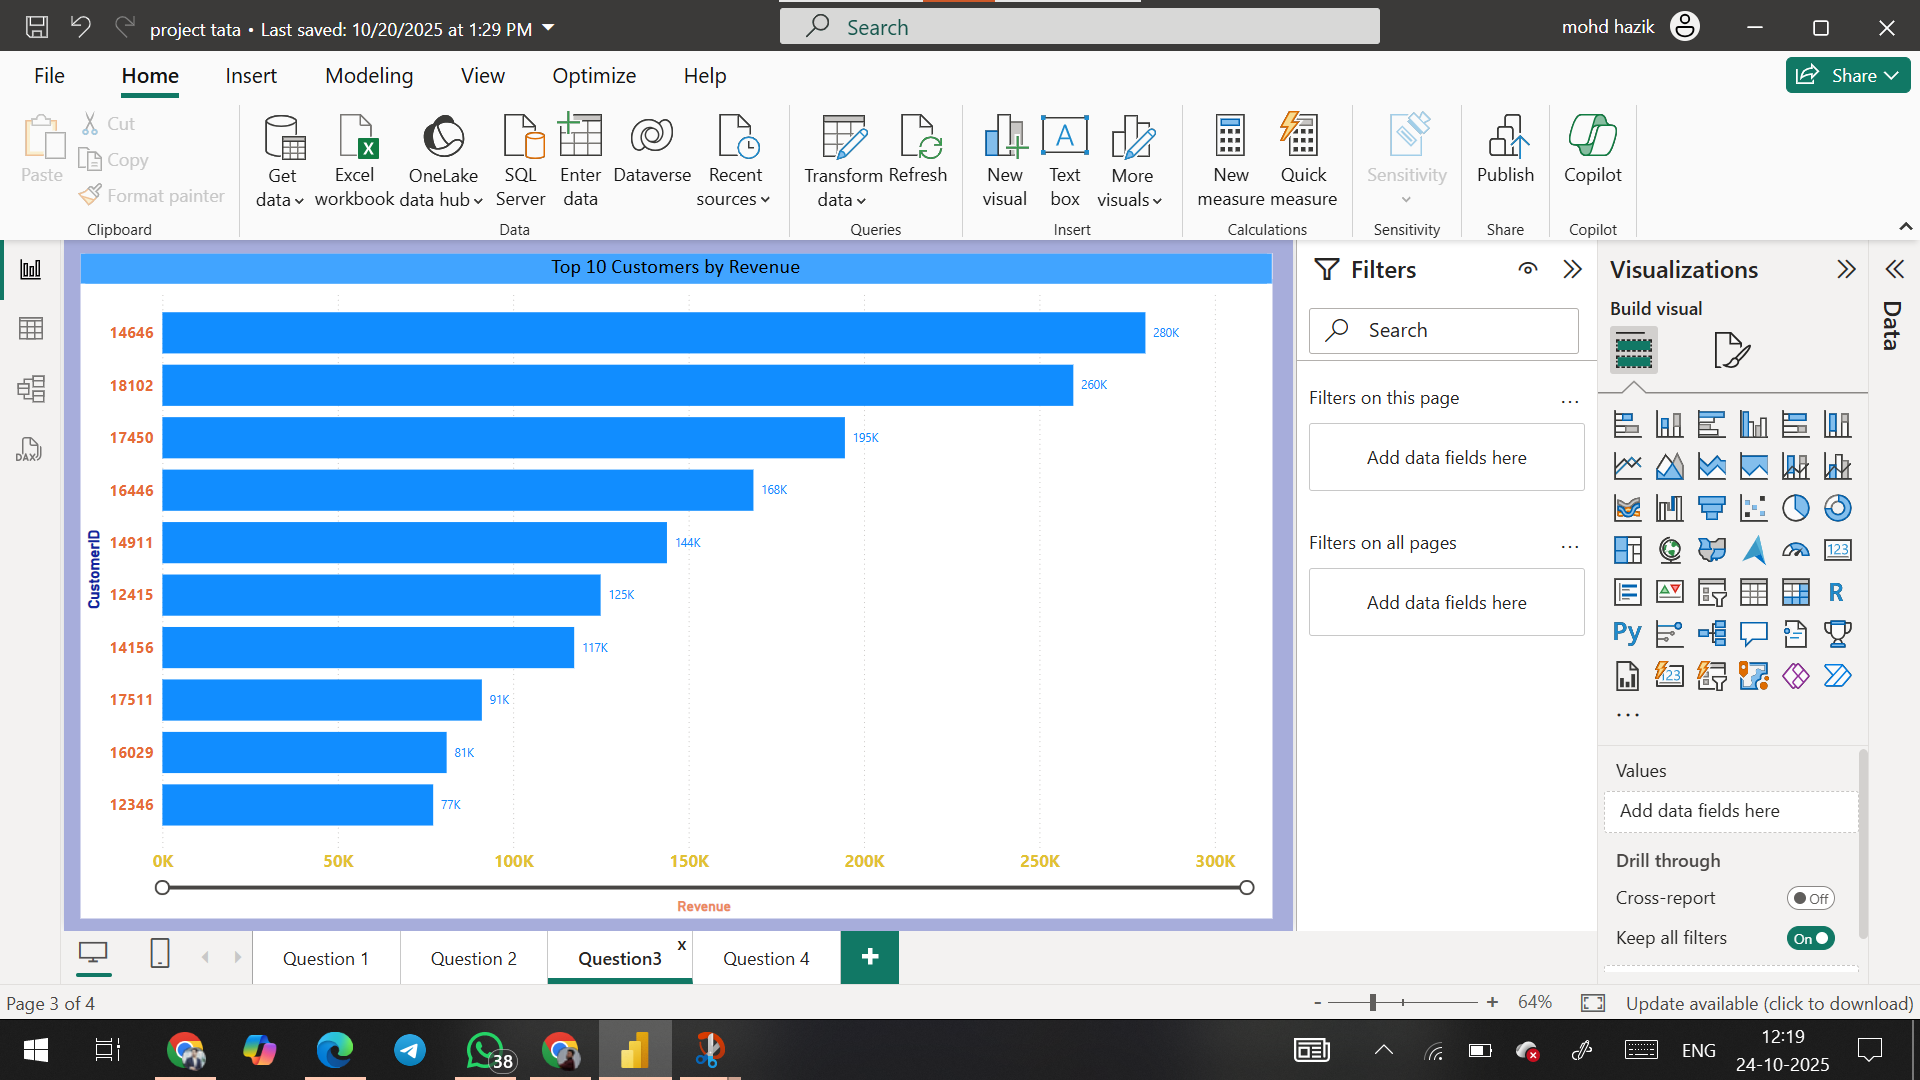 project tata • Last saved: 10/20/2025 at 1:29 PM
Search
mohd hazik
File Home Insert Modeling View Optimize Help
Share
Paste
Cut
Copy
Format painter
Clipboard
Get data
Excel workbook
OneLake data hub
SQL Server
Enter data
Dataverse
Recent sources
Data
Transform data
Refresh
Queries
New visual
A
Text box
More visuals
Insert
New measure
Quick measure
Calculations
Sensitivity
Sensitivity
Publish
Share
Copilot
Copilot
DAX
Top 10 Customers by Revenue
CustomerID
14646 280K
18102 260K
17450 195K
16446 168K
14911 144K
12415 125K
14156 117K
17511 91K
16029 81K
12346 77K
0K 50K 100K 150K 200K 250K 300K
Revenue
Filters
Search
Filters on this page ...
Add data fields here
Filters on all pages ...
Add data fields here
Visualizations
Build visual
123
R
Py
123
...
Values
Add data fields here
Drill through
Cross-report Off
Keep all filters On
Data
Question 1 Question 2 Question3 x Question 4 +
Page 3 of 4
- + 64%
Update available (click to download)
38
ENG
12:19
24-10-2025